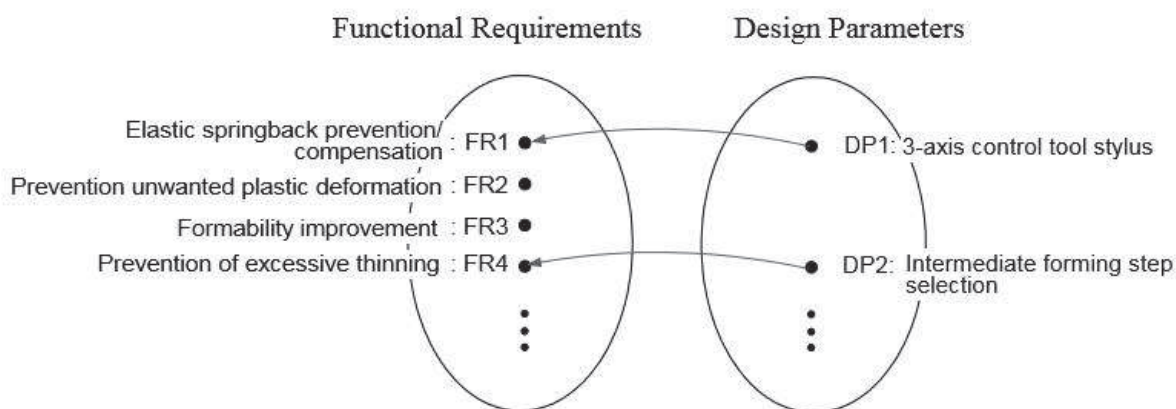 Functional Requirements Design Parameters
Elastic springback prevention/
compensation : FR1
Prevention unwanted plastic deformation : FR2
Formability improvement : FR3
Prevention of excessive thinning : FR4
DP1: 3-axis control tool stylus
DP2: Intermediate forming step
selection